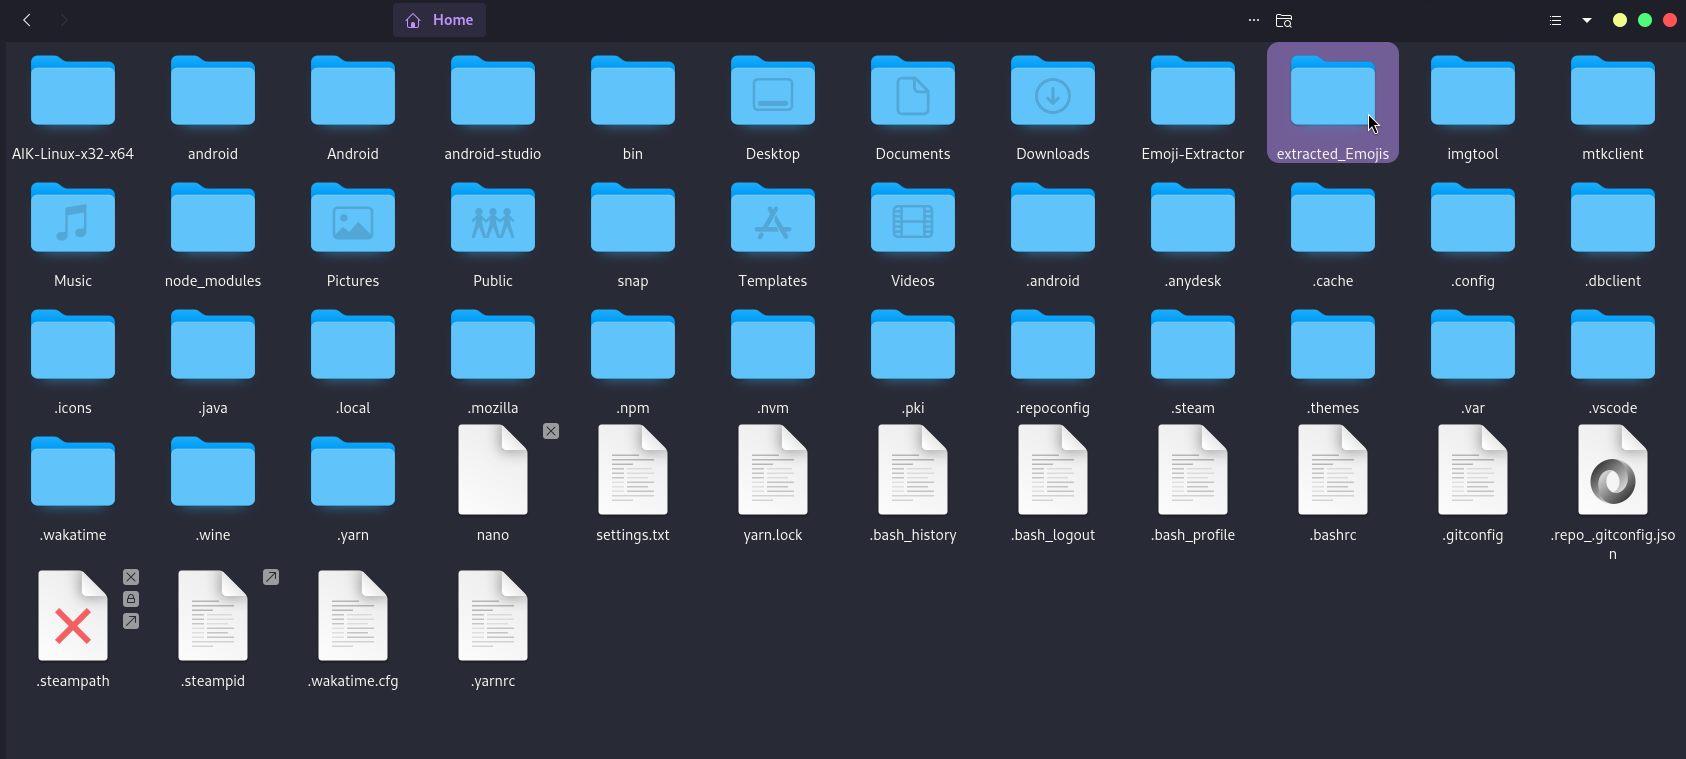 Home
AIK-Linux-x32-x64 android Android android-studio bin Desktop Documents Downloads Emoji-Extractor extracted_Emojis imgtool mtkclient
Music node_modules Pictures Public snap Templates Videos .android .anydesk .cache .config .dbclient
.icons .java .local .mozilla .npm .nvm .pki .repoconfig .steam .themes .var .vscode
.wakatime .wine .yarn nano settings.txt yarn.lock .bash_history .bash_logout .bash_profile .bashrc .gitconfig .repo_.gitconfig.jso
n
.steampath .steampid .wakatime.cfg .yarnrc